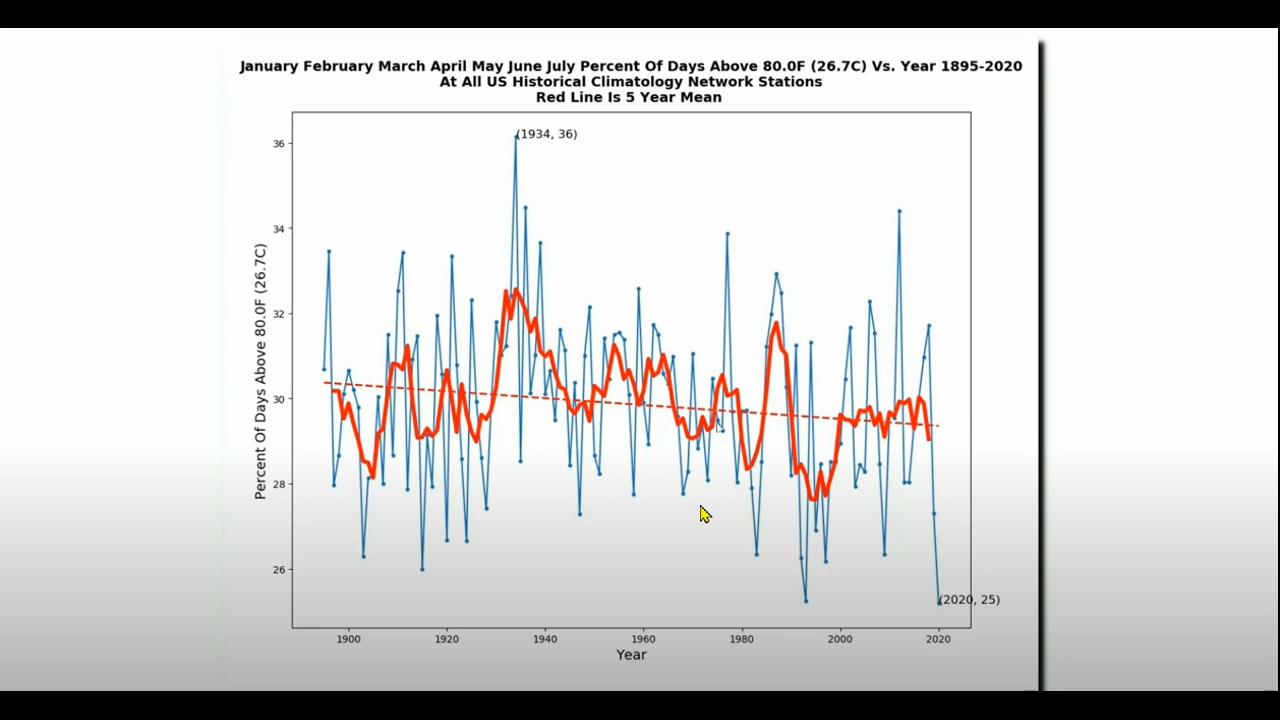 January February March April May June July Percent Of Days Above 80.0F (26.7C) Vs. Year 1895-2020
At All US Historical Climatology Network Stations
Red Line Is 5 Year Mean
(1934, 36)
36
34
32
30
28
26
Percent Of Days Above 80.0F (26.7C)
(2020, 25)
1900 1920 1940 1960 1980 2000 2020
Year